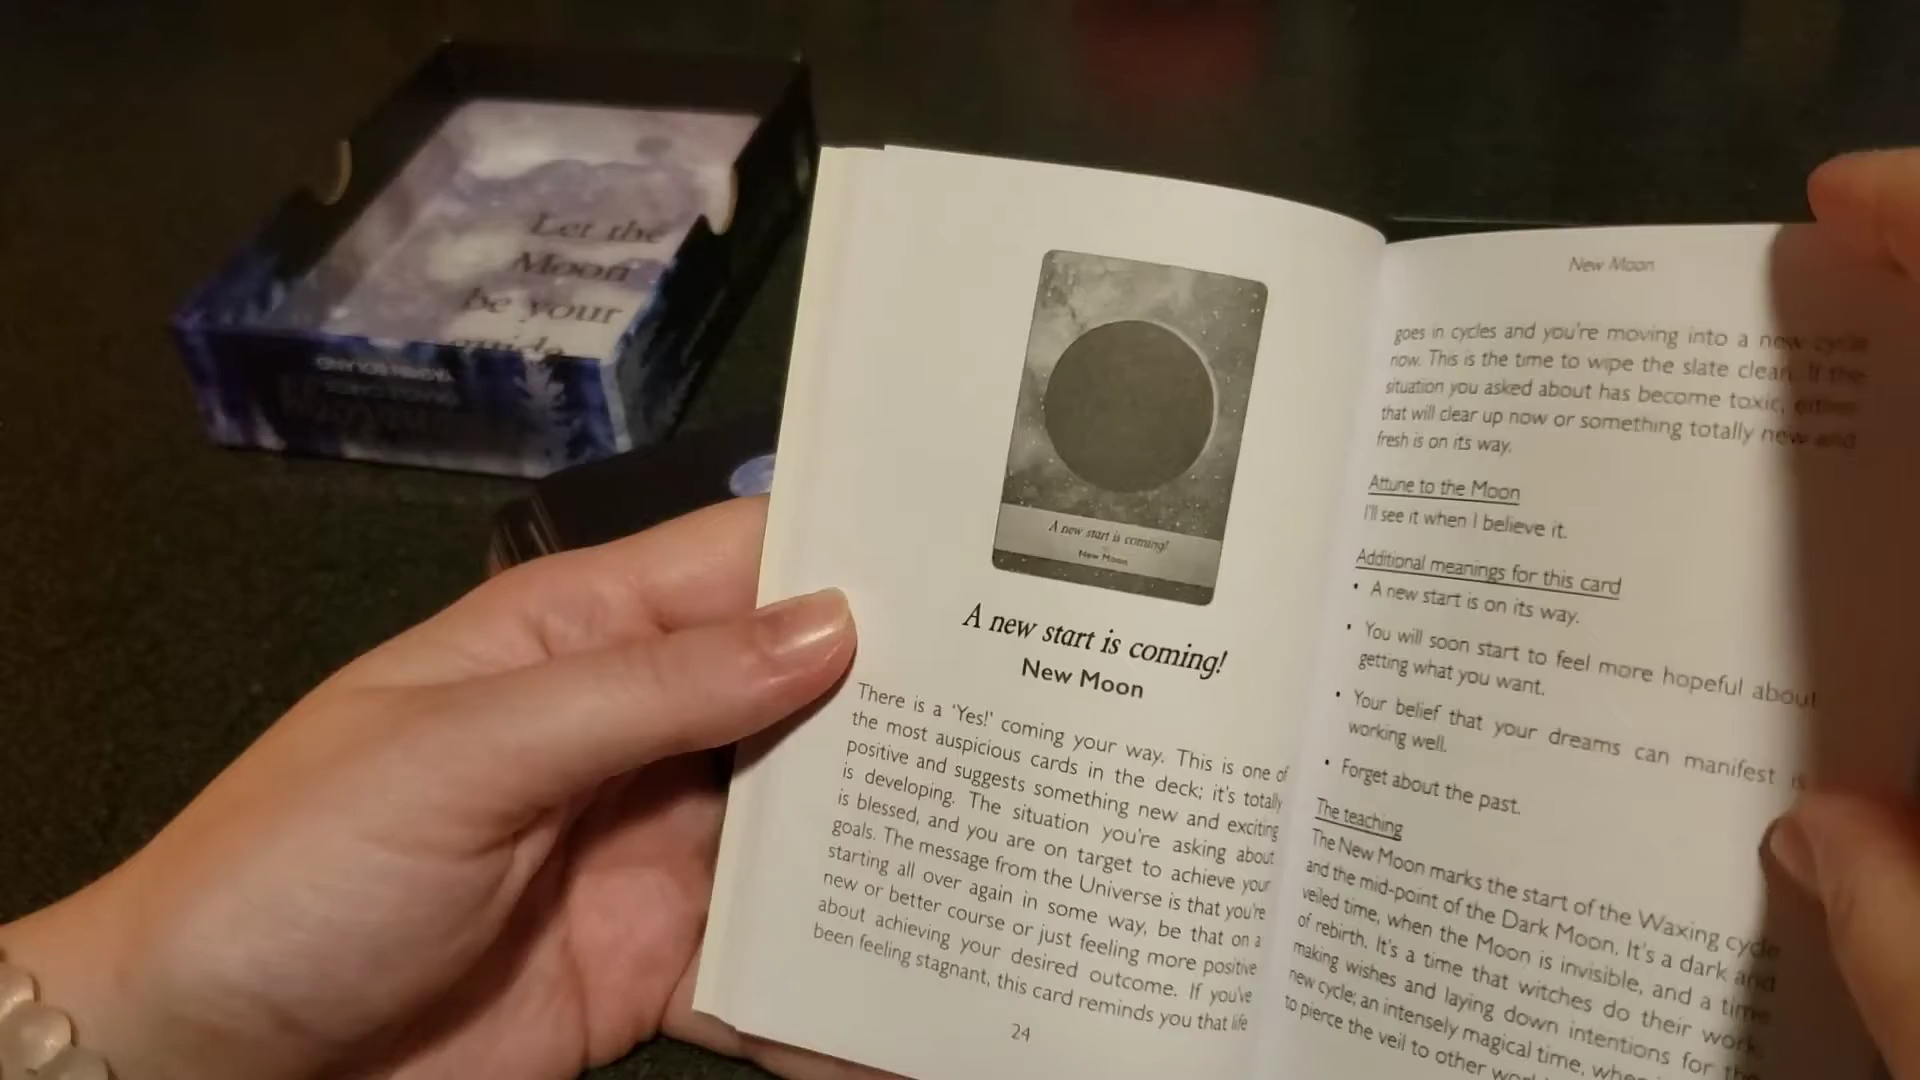 Let the
Moon
be your
guide
YASMIN BOLAND
A new start is coming!
New Moon
A new start is coming!
New Moon
There is a 'Yes!' coming your way. This is one of
the most auspicious cards in the deck; it's totally
positive and suggests something new and exciting
is developing. The situation you're asking about
is blessed, and you are on target to achieve your
goals. The message from the Universe is that you're
starting all over again in some way, be that on a
new or better course or just feeling more positive
about achieving your desired outcome. If you've
been feeling stagnant, this card reminds you that life
24
New Moon
goes in cycles and you're moving into a new cycle
now. This is the time to wipe the slate clean. If the
situation you asked about has become toxic, either
that will clear up now or something totally new and
fresh is on its way.
Attune to the Moon
I'll see it when I believe it.
Additional meanings for this card
• A new start is on its way.
• You will soon start to feel more hopeful about
getting what you want.
• Your belief that your dreams can manifest is
working well.
• Forget about the past.
The teaching
The New Moon marks the start of the Waxing cycle
and the mid-point of the Dark Moon. It's a dark and
veiled time, when the Moon is invisible, and a time
of rebirth. It's a time that witches do their work,
making wishes and laying down intentions for the
new cycle; an intensely magical time, when
to pierce the veil to other